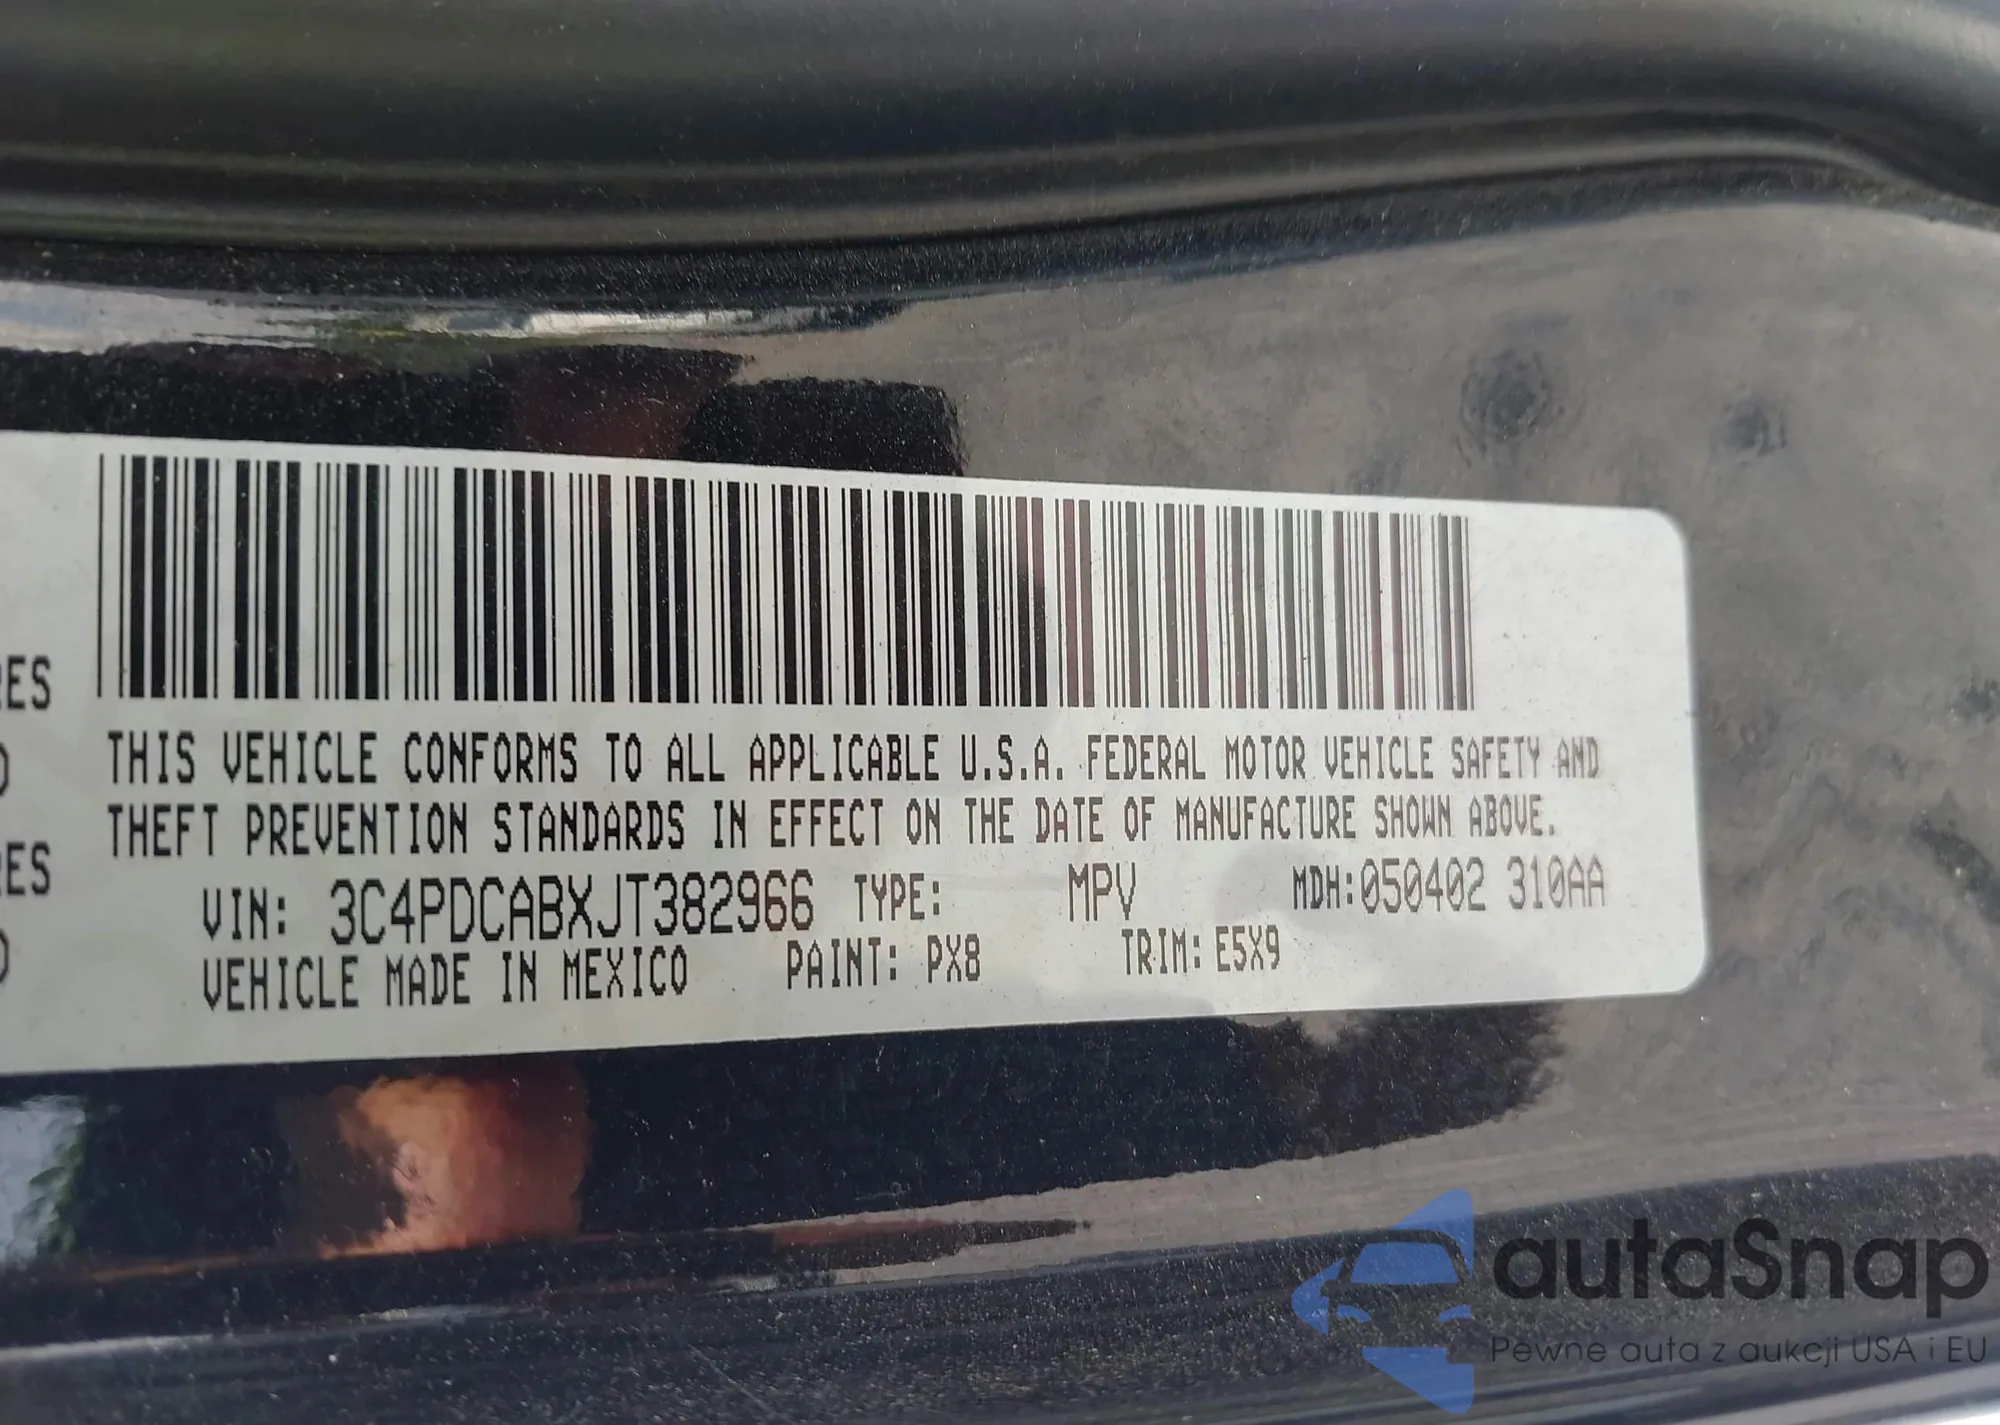 THIS VEHICLE CONFORMS TO ALL APPLICABLE U.S.A. FEDERAL MOTOR VEHICLE SAFETY AND
THEFT PREVENTION STANDARDS IN EFFECT ON THE DATE OF MANUFACTURE SHOWN ABOVE.
VIN: 3C4PDCABXJT382966 TYPE: MPV MDH:050402 310AA
VEHICLE MADE IN MEXICO PAINT: PX8 TRIM: E5X9
autaSnap
Pewne auta z aukcji USA i EU